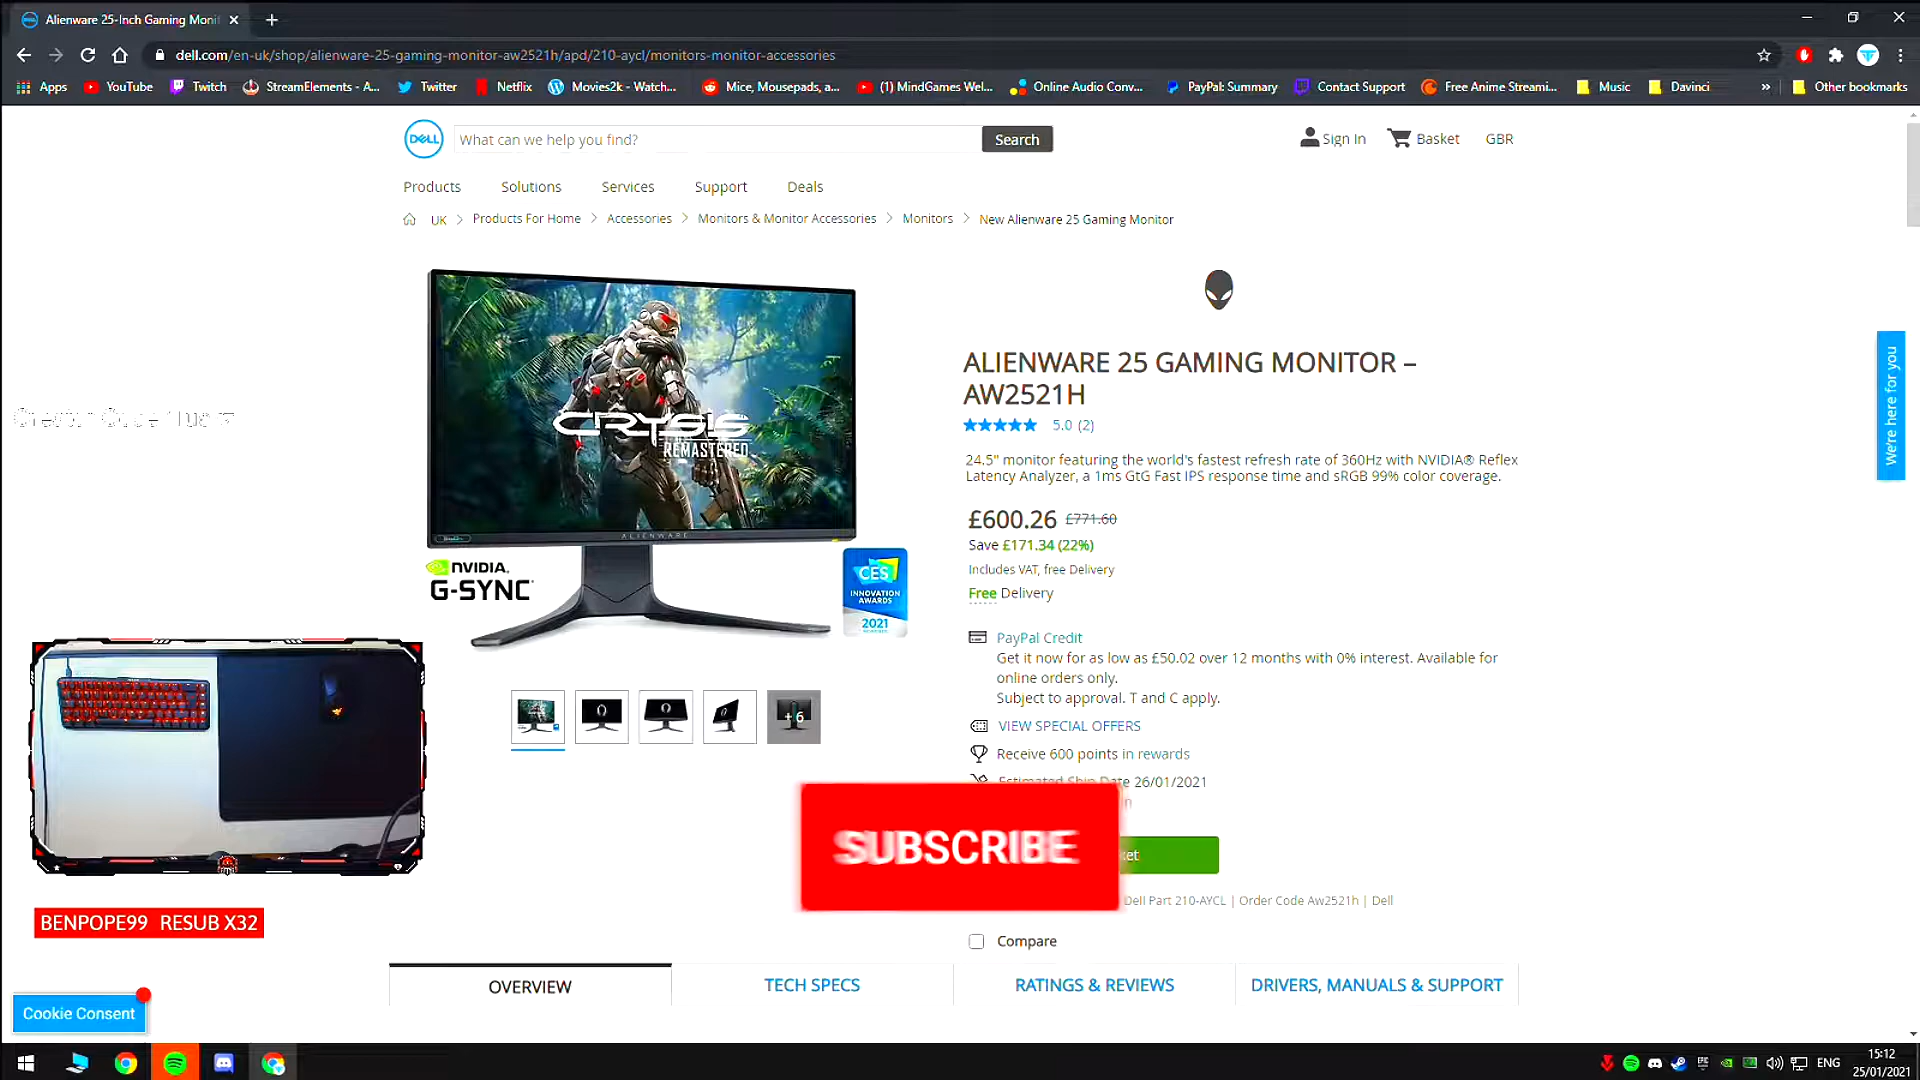 Alienware 25-Inch Gaming Monit
dell.com/en-uk/shop/alienware-25-gaming-monitor-aw2521h/apd/210-aycl/monitors-monitor-accessories
Apps YouTube Twitch StreamElements - A... Twitter Netflix Movies2k - Watch... Mice, Mousepads, a... (1) MindGames Wel... Online Audio Conv... PayPal: Summary Contact Support Free Anime Streami... Music Davinci » Other bookmarks
DELL What can we help you find? Search Sign In Basket GBR
Products Solutions Services Support Deals
UK Products For Home Accessories Monitors & Monitor Accessories Monitors New Alienware 25 Gaming Monitor
CRYSIS
REMASTERED
ALIENWARE
NVIDIA.
G-SYNC
CES
INNOVATION
AWARDS
2021
+ 6
ALIENWARE 25 GAMING MONITOR –
AW2521H
5.0 (2)
24.5" monitor featuring the world's fastest refresh rate of 360Hz with NVIDIA® Reflex
Latency Analyzer, a 1ms GtG Fast IPS response time and sRGB 99% color coverage.
£600.26 £771.60
Save £171.34 (22%)
Includes VAT, free Delivery
Free Delivery
PayPal Credit
Get it now for as low as £50.02 over 12 months with 0% interest. Available for
online orders only.
Subject to approval. T and C apply.
VIEW SPECIAL OFFERS
Receive 600 points in rewards
Estimated Ship Date 26/01/2021
SUBSCRIBE
Dell Part 210-AYCL | Order Code Aw2521h | Dell
Compare
We're here for you
BENPOPE99 RESUB X32
OVERVIEW TECH SPECS RATINGS & REVIEWS DRIVERS, MANUALS & SUPPORT
Cookie Consent
ENG
15:12
25/01/2021